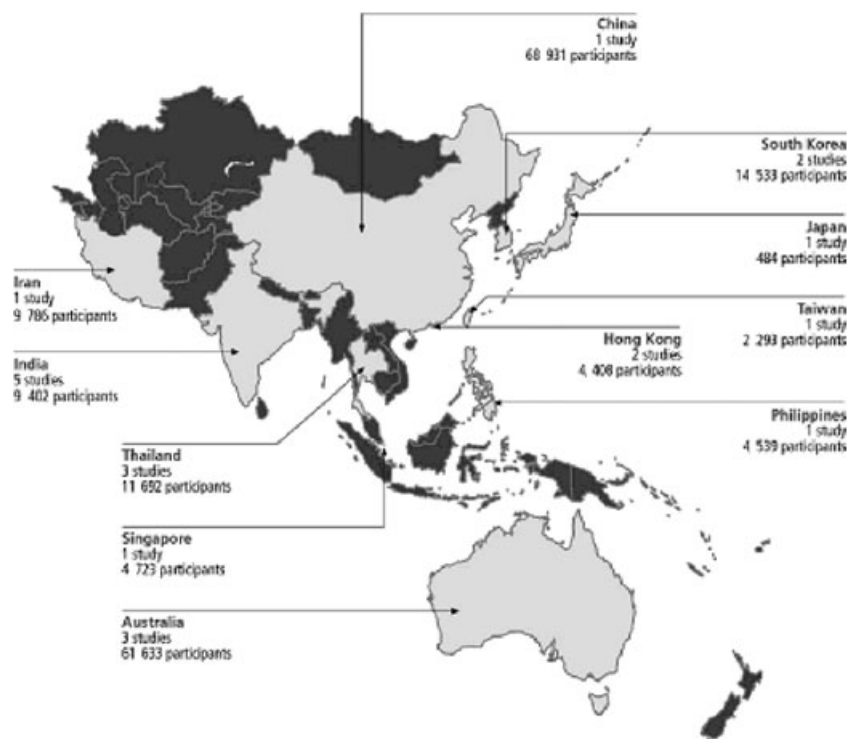 China
1 study
68 931 participants
South Korea
2 studies
14 533 participants
Japan
1 study
484 participants
Iran
1 study
9 786 participants
Taiwan
1 study
2 293 participants
Hong Kong
2 studies
4, 408 participants
India
5 studies
9 402 participants
Philippines
1 study
4 539 participants
Thailand
3 studies
11 692 participants
Singapore
1 study
4 723 participants
Australia
3 studies
61 633 participants